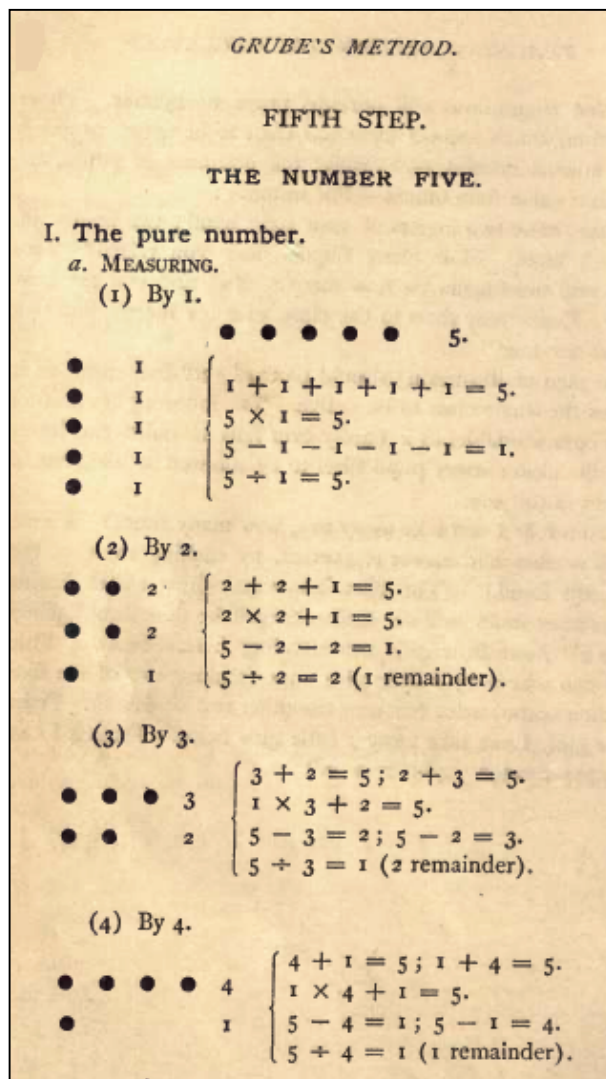 GRUBE'S METHOD.
FIFTH STEP.
THE NUMBER FIVE.
I. The pure number.
a. MEASURING.
(1) By 1.
5.
1
1
1
1
1
1 + 1 + 1 + 1 + 1 = 5.
5 × 1 = 5.
5 – 1 – 1 – 1 – 1 = 1.
5 ÷ 1 = 5.
(2) By 2.
2
2
1
2 + 2 + 1 = 5.
2 × 2 + 1 = 5.
5 – 2 – 2 = 1.
5 ÷ 2 = 2 (1 remainder).
(3) By 3.
3
2
3 + 2 = 5; 2 + 3 = 5.
1 × 3 + 2 = 5.
5 – 3 = 2; 5 – 2 = 3.
5 ÷ 3 = 1 (2 remainder).
(4) By 4.
4
1
4 + 1 = 5; 1 + 4 = 5.
1 × 4 + 1 = 5.
5 – 4 = 1; 5 – 1 = 4.
5 ÷ 4 = 1 (1 remainder).